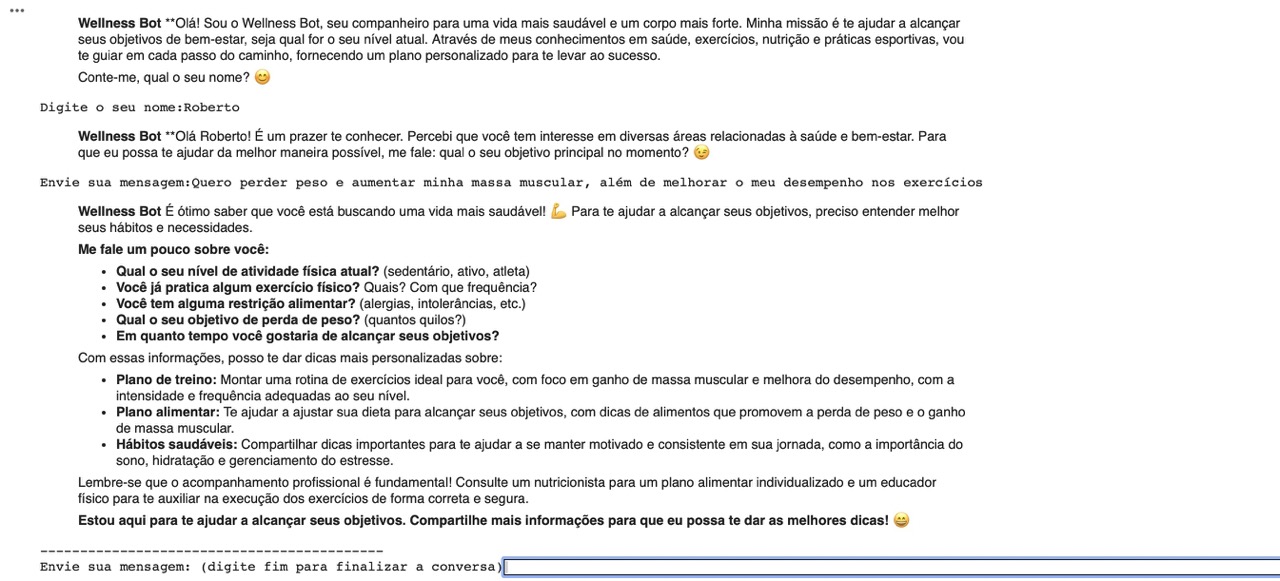 Wellness Bot **Olá! Sou o Wellness Bot, seu companheiro para uma vida mais saudável e um corpo mais forte. Minha missão é te ajudar a alcançar
seus objetivos de bem-estar, seja qual for o seu nível atual. Através de meus conhecimentos em saúde, exercícios, nutrição e práticas esportivas, vou
te guiar em cada passo do caminho, fornecendo um plano personalizado para te levar ao sucesso.
Conte-me, qual o seu nome? 😊
Digite o seu nome:Roberto
Wellness Bot **Olá Roberto! É um prazer te conhecer. Percebi que você tem interesse em diversas áreas relacionadas à saúde e bem-estar. Para
que eu possa te ajudar da melhor maneira possível, me fale: qual o seu objetivo principal no momento? 😉
Envie sua mensagem:Quero perder peso e aumentar minha massa muscular, além de melhorar o meu desempenho nos exercícios
Wellness Bot É ótimo saber que você está buscando uma vida mais saudável! 💪 Para te ajudar a alcançar seus objetivos, preciso entender melhor
seus hábitos e necessidades.
Me fale um pouco sobre você:
• Qual o seu nível de atividade física atual? (sedentário, ativo, atleta)
• Você já pratica algum exercício físico? Quais? Com que frequência?
• Você tem alguma restrição alimentar? (alergias, intolerâncias, etc.)
• Qual o seu objetivo de perda de peso? (quantos quilos?)
• Em quanto tempo você gostaria de alcançar seus objetivos?
Com essas informações, posso te dar dicas mais personalizadas sobre:
• Plano de treino: Montar uma rotina de exercícios ideal para você, com foco em ganho de massa muscular e melhora do desempenho, com a
intensidade e frequência adequadas ao seu nível.
• Plano alimentar: Te ajudar a ajustar sua dieta para alcançar seus objetivos, com dicas de alimentos que promovem a perda de peso e o ganho
de massa muscular.
• Hábitos saudáveis: Compartilhar dicas importantes para te ajudar a se manter motivado e consistente em sua jornada, como a importância do
sono, hidratação e gerenciamento do estresse.
Lembre-se que o acompanhamento profissional é fundamental! Consulte um nutricionista para um plano alimentar individualizado e um educador
físico para te auxiliar na execução dos exercícios de forma correta e segura.
Estou aqui para te ajudar a alcançar seus objetivos. Compartilhe mais informações para que eu possa te dar as melhores dicas! 😄
-------------------------------------------
Envie sua mensagem: (digite fim para finalizar a conversa)